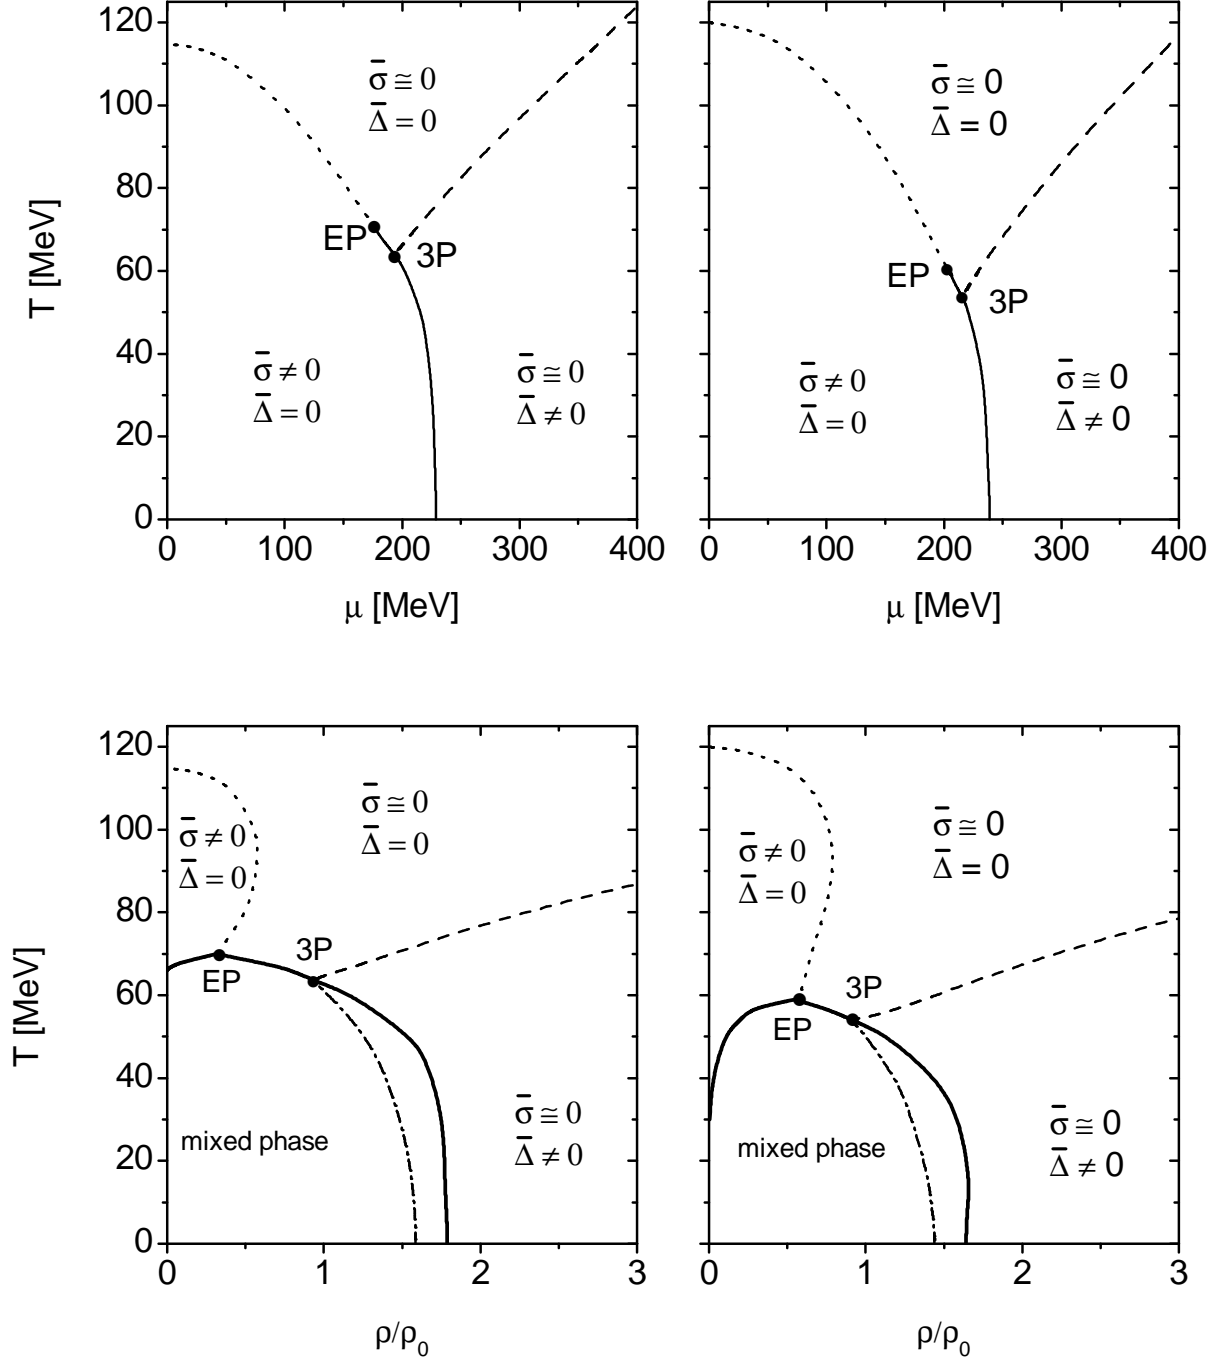 120
100
80
60
40
20
0
T [MeV]
σ̄ ≅ 0
Δ̄ = 0
EP
3P
σ̄ ≠ 0
Δ̄ = 0
σ̄ ≅ 0
Δ̄ ≠ 0
0 100 200 300 400
μ [MeV]
σ̄ ≅ 0
Δ̄ = 0
EP
3P
σ̄ ≠ 0
Δ̄ = 0
σ̄ ≅ 0
Δ̄ ≠ 0
0 100 200 300 400
μ [MeV]
120
100
80
60
40
20
0
T [MeV]
σ̄ ≅ 0
Δ̄ = 0
σ̄ ≠ 0
Δ̄ = 0
3P
EP
σ̄ ≅ 0
Δ̄ ≠ 0
mixed phase
0 1 2 3
ρ/ρ₀
σ̄ ≅ 0
Δ̄ = 0
σ̄ ≠ 0
Δ̄ = 0
3P
EP
σ̄ ≅ 0
Δ̄ ≠ 0
mixed phase
0 1 2 3
ρ/ρ₀